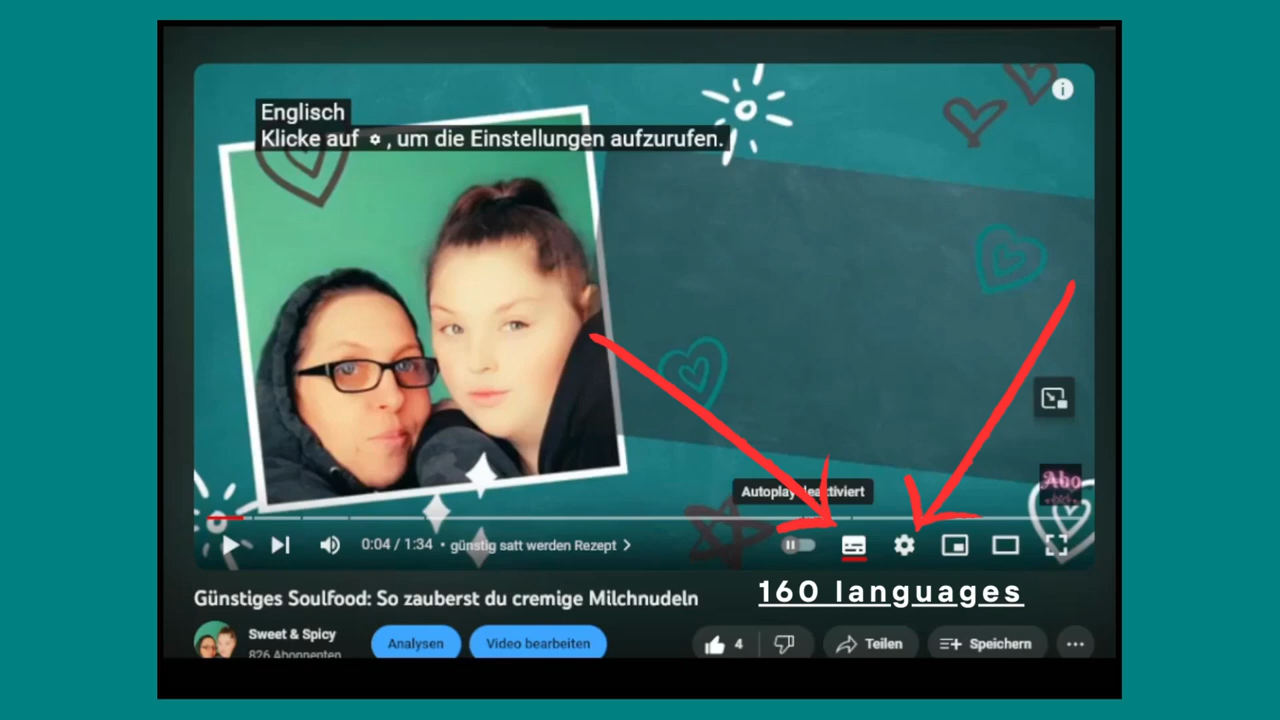 Englisch
Klicke auf , um die Einstellungen aufzurufen.
Abo
Autoplay deaktiviert
0:04 / 1:34 • günstig satt werden Rezept
160 languages
Günstiges Soulfood: So zauberst du cremige Milchnudeln
Sweet & Spicy
826 Abonnenten
Analysen
Video bearbeiten
4
Teilen
Speichern